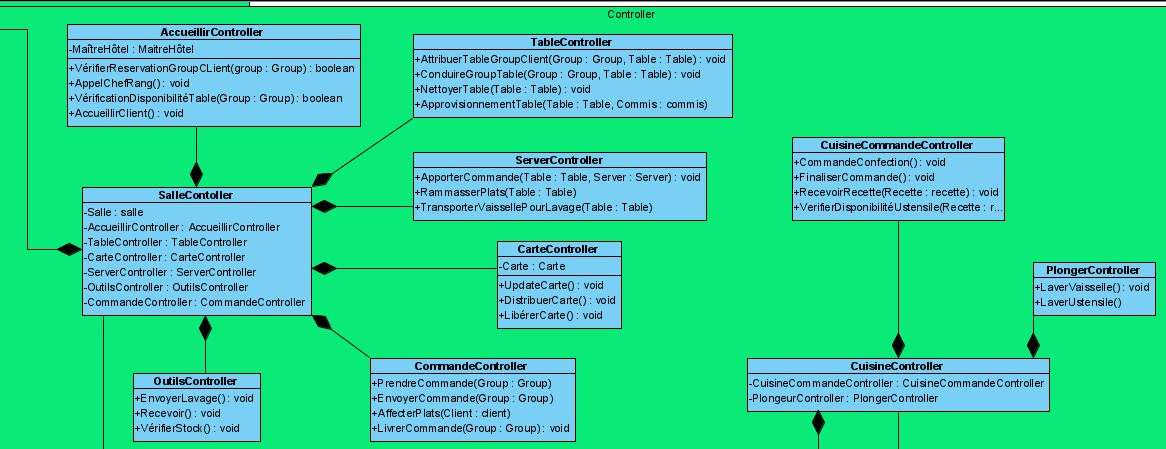 Controller
AccueillirController
-MaîtreHôtel : MaitreHôtel
+VérifierReservationGroupCLient(group : Group) : boolean
+AppelChefRang() : void
+VérificationDisponibilitéTable(Group : Group) : boolean
+AccueillirClient() : void
TableController
+AttribuerTableGroupClient(Group : Group, Table : Table) : void
+ConduireGroupTable(Group : Group, Table : Table) : void
+NettoyerTable(Table : Table) : void
+ApprovisionnementTable(Table : Table, Commis : commis)
ServerController
+ApporterCommande(Table : Table, Server : Server) : void
+RammasserPlats(Table : Table)
+TransporterVaissellePourLavage(Table : Table)
CuisineCommandeController
+CommandeConfection() : void
+FinaliserCommande() : void
+RecevoirRecette(Recette : recette) : void
+VerifierDisponibilitéUstensile(Recette : r...
SalleContoller
-Salle : salle
-AccueillirController : AccueillirController
-TableController : TableController
-CarteController : CarteController
-ServerController : ServerController
-OutilsController : OutilsController
-CommandeController : CommandeController
CarteController
-Carte : Carte
+UpdateCarte() : void
+DistribuerCarte() : void
+LibérerCarte() : void
PlongerController
+LaverVaisselle() : void
+LaverUstensile()
OutilsController
+EnvoyerLavage() : void
+Recevoir() : void
+VérifierStock() : void
CommandeController
+PrendreCommande(Group : Group)
+EnvoyerCommande(Group : Group)
+AffecterPlats(Client : client)
+LivrerCommande(Group : Group) : void
CuisineController
-CuisineCommandeController : CuisineCommandeController
-PlongeurController : PlongerController